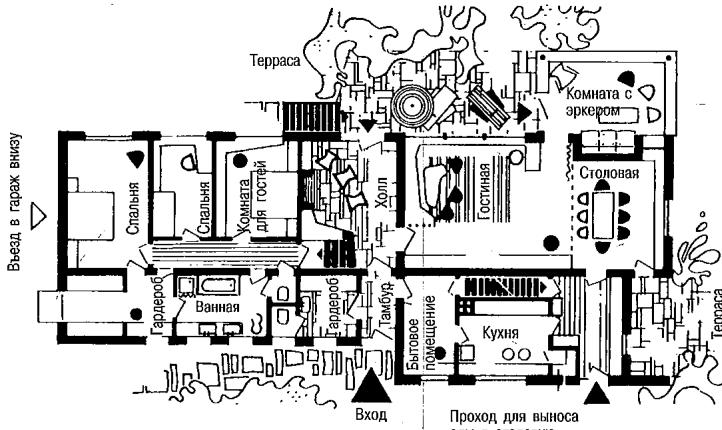 Терраса
Комната с
эркером
Въезд в гараж внизу
Спальня
Спальня
Комната
для гостей
Холл
Гостиная
Столовая
Гардероб
Ванная
Гардероб
Тамбур
Бытовое
помещение
Кухня
Терраса
Вход
Проход для выноса